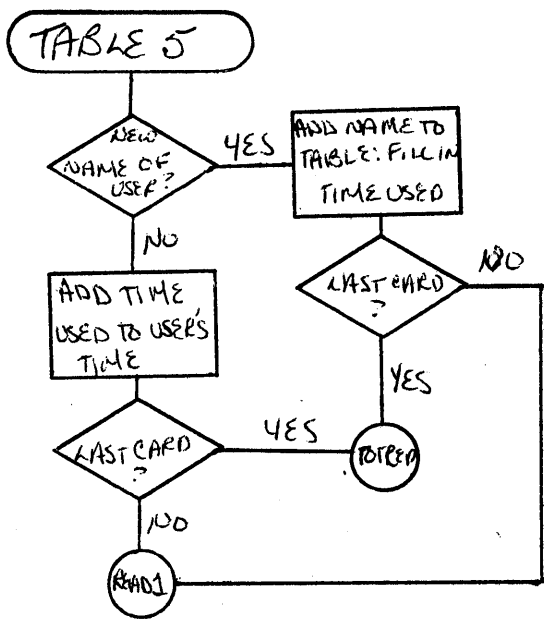 TABLE 5
NEW
NAME OF
USER?
YES
ADD NAME TO
TABLE: FILL IN
TIME USED
NO
LAST CARD
?
NO
ADD TIME
USED TO USER'S
TIME
YES
LAST CARD
?
YES
TOTREP
NO
READ1